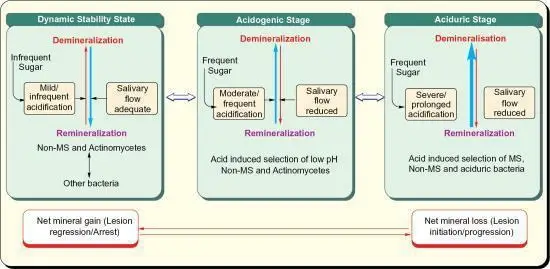 Dynamic Stability State
Demineralization
Infrequent
Sugar
Mild/
infrequent
acidification
Salivary
flow
adequate
Remineralization
Non-MS and Actinomycetes
Other bacteria
Acidogenic Stage
Demineralization
Frequent
Sugar
Moderate/
frequent
acidification
Salivary
flow
reduced
Remineralization
Acid induced selection of low pH
Non-MS and Actinomycetes
Aciduric Stage
Demineralisation
Frequent
Sugar
Severe/
prolonged
acidification
Salivary
flow
reduced
Remineralization
Acid induced selection of MS,
Non-MS and aciduric bacteria
Net mineral gain (Lesion
regression/Arrest)
Net mineral loss (Lesion
initiation/progression)